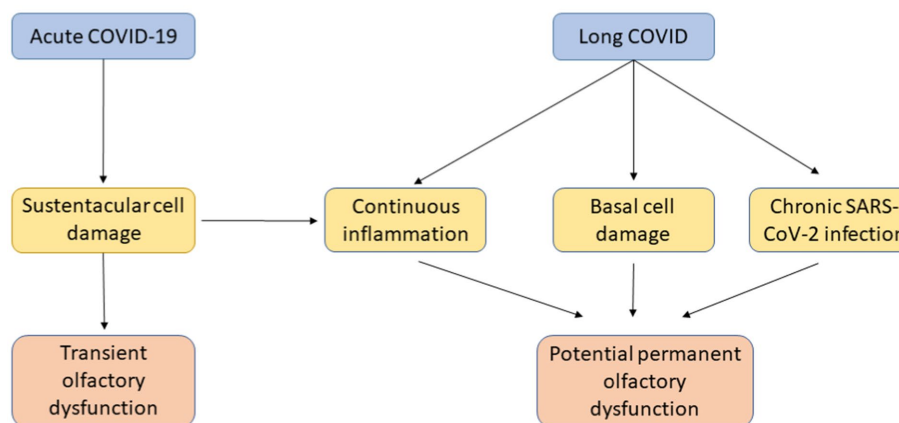 Acute COVID-19
Long COVID
Sustentacular cell
damage
Continuous
inflammation
Basal cell
damage
Chronic SARS-
CoV-2 infection
Transient
olfactory
dysfunction
Potential permanent
olfactory
dysfunction